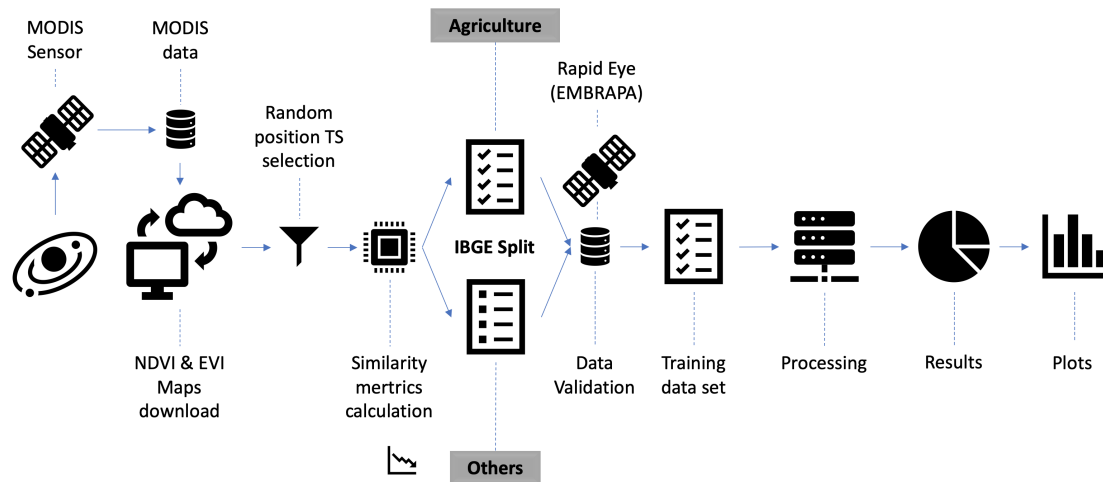 MODIS
Sensor
MODIS
data
Agriculture
Rapid Eye
(EMBRAPA)
Random
position TS
selection
IBGE Split
NDVI & EVI
Maps
download
Similarity
mertrics
calculation
Data
Validation
Training
data set
Processing
Results
Plots
Others